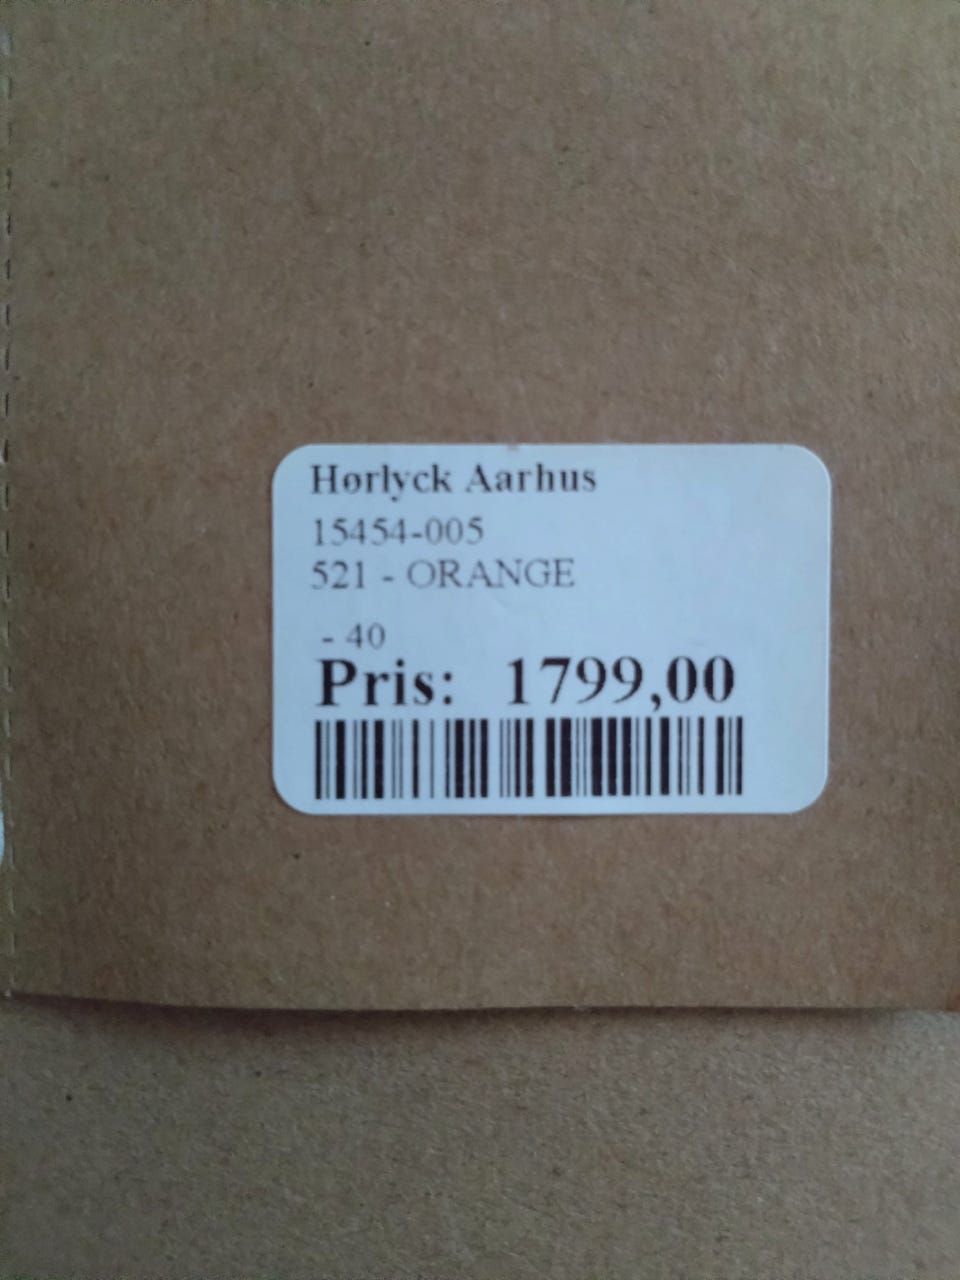 Hørlyck Aarhus
15454-005
521 - ORANGE
- 40
Pris: 1799,00